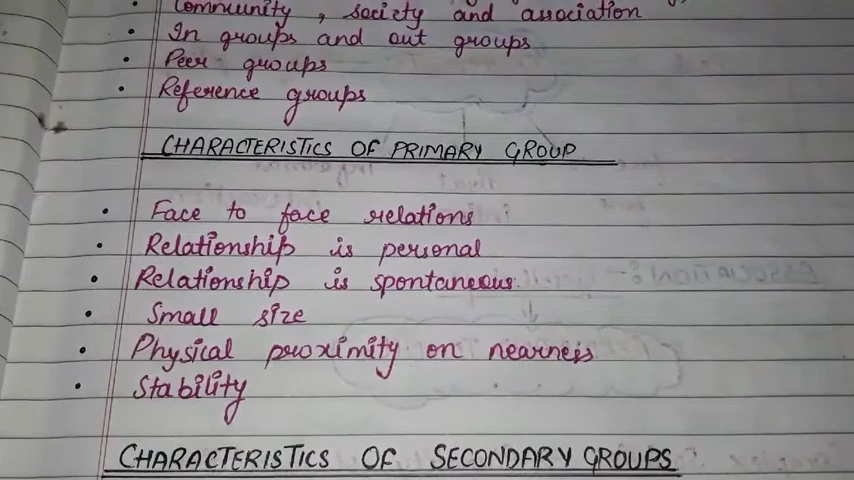 Community, society and association
In groups and out groups
Peer groups
Reference groups
CHARACTERISTICS OF PRIMARY GROUP
Face to face relations
Relationship is personal
Relationship is spontaneous
Small size
Physical proximity on nearness
Stability
CHARACTERISTICS OF SECONDARY GROUPS